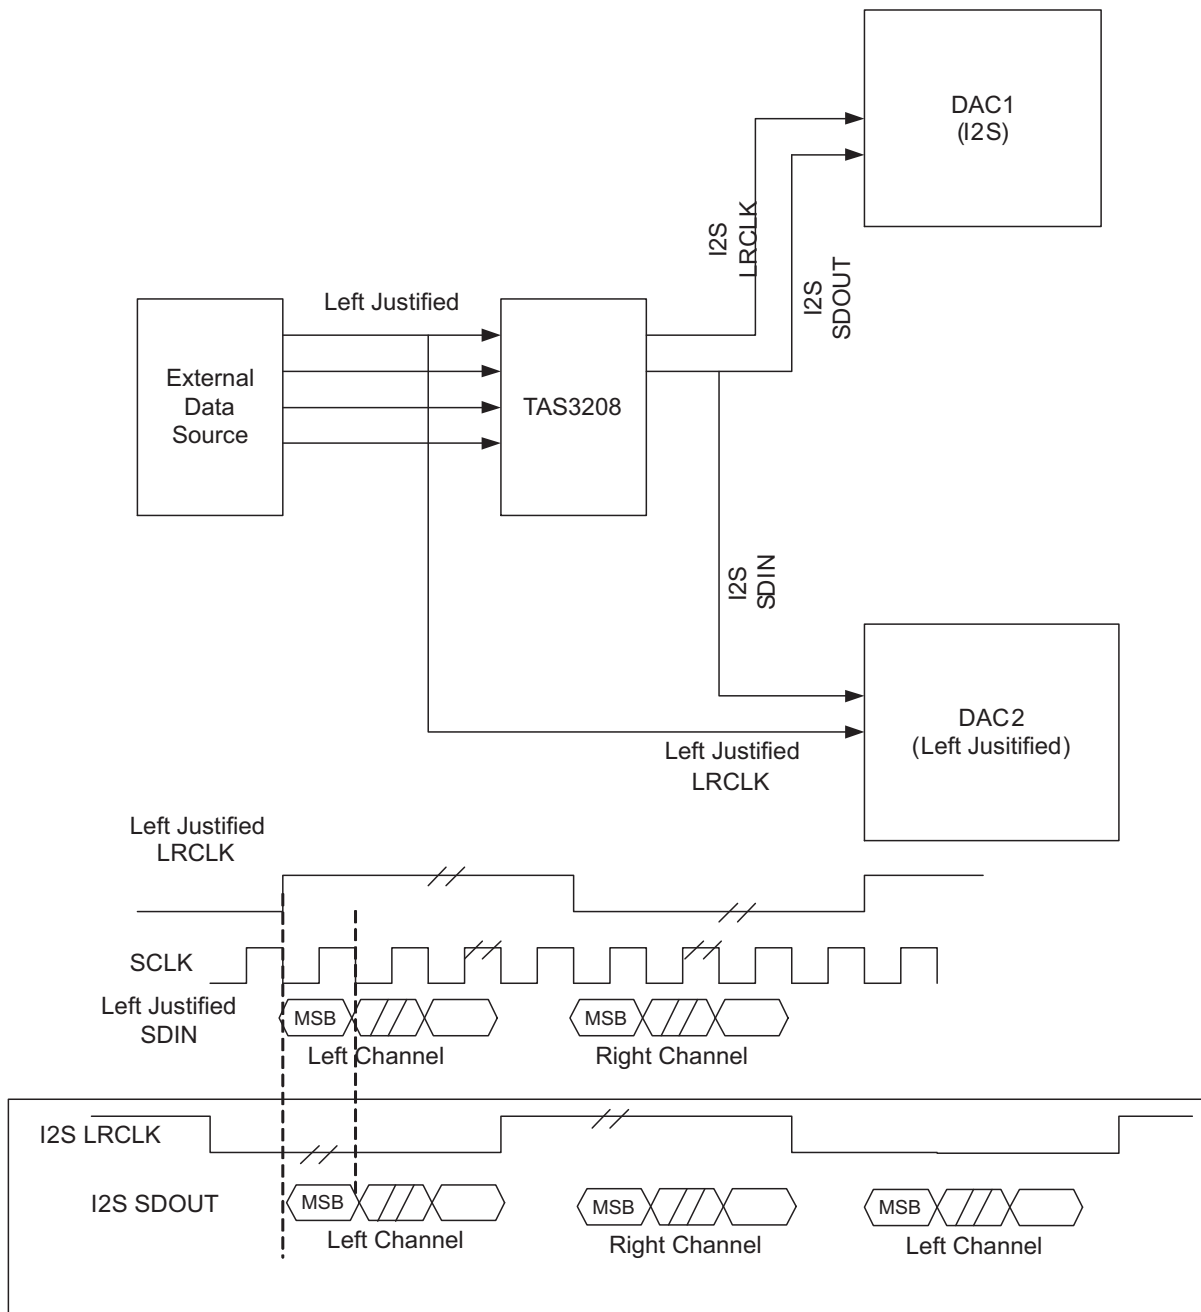 DAC1
(I2S)
I2S
LRCLK
I2S
SDOUT
Left Justified
External
Data
Source
TAS3208
I2S
SDIN
DAC2
(Left Jusitified)
Left Justified
LRCLK
Left Justified
LRCLK
SCLK
Left Justified
SDIN
MSB
MSB
Left Channel
Right Channel
I2S LRCLK
I2S SDOUT
MSB
MSB
MSB
Left Channel
Right Channel
Left Channel